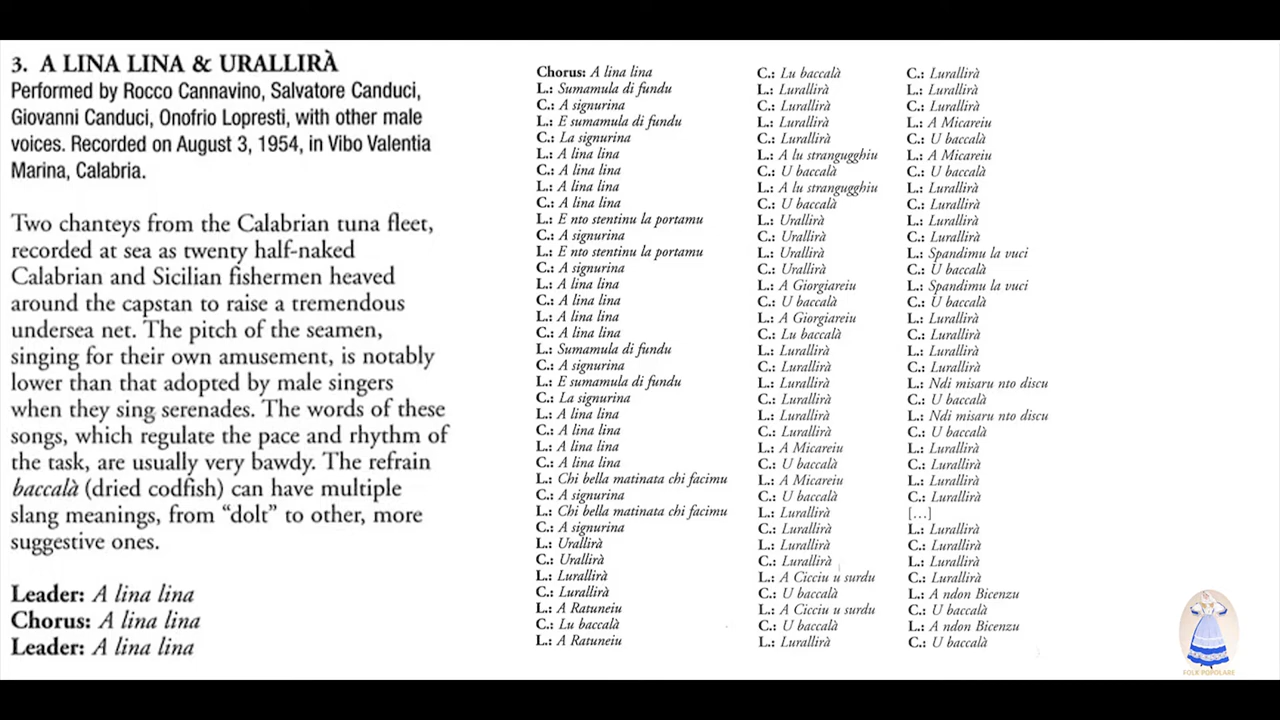 3. A LINA LINA & URALLIRÀ
Performed by Rocco Cannavino, Salvatore Canduci,
Giovanni Canduci, Onofrio Lopresti, with other male
voices. Recorded on August 3, 1954, in Vibo Valentia
Marina, Calabria.
Two chanteys from the Calabrian tuna fleet,
recorded at sea as twenty half-naked
Calabrian and Sicilian fishermen heaved
around the capstan to raise a tremendous
undersea net. The pitch of the seamen,
singing for their own amusement, is notably
lower than that adopted by male singers
when they sing serenades. The words of these
songs, which regulate the pace and rhythm of
the task, are usually very bawdy. The refrain
baccalà (dried codfish) can have multiple
slang meanings, from “dolt” to other, more
suggestive ones.
Leader: A lina lina
Chorus: A lina lina
Leader: A lina lina
Chorus: A lina lina
L.: Sumamula di fundu
C.: A signurina
L.: E sumamula di fundu
C.: La signurina
L.: A lina lina
C.: A lina lina
L.: A lina lina
C.: A lina lina
L.: E nto stentinu la portamu
C.: A signurina
L.: E nto stentinu la portamu
C.: A signurina
L.: A lina lina
C.: A lina lina
L.: A lina lina
C.: A lina lina
L.: Sumamula di fundu
C.: A signurina
L.: E sumamula di fundu
C.: La signurina
L.: A lina lina
C.: A lina lina
L.: A lina lina
C.: A lina lina
L.: Chi bella matinata chi facimu
C.: A signurina
L.: Chi bella matinata chi facimu
C.: A signurina
L.: Urallirà
C.: Urallirà
L.: Lurallirà
C.: Lurallirà
L.: A Ratuneiu
C.: Lu baccalà
L.: A Ratuneiu
C.: Lu baccalà
L.: Lurallirà
C.: Lurallirà
L.: Lurallirà
C.: Lurallirà
L.: A lu strangugghiu
C.: U baccalà
L.: A lu strangugghiu
C.: U baccalà
L.: Urallirà
C.: Urallirà
L.: Urallirà
C.: Urallirà
L.: A Giorgiareiu
C.: U baccalà
L.: A Giorgiareiu
C.: Lu baccalà
L.: Lurallirà
C.: Lurallirà
L.: Lurallirà
C.: Lurallirà
L.: Lurallirà
C.: Lurallirà
L.: A Micareiu
C.: U baccalà
L.: A Micareiu
C.: U baccalà
L.: Lurallirà
C.: Lurallirà
L.: Lurallirà
C.: Lurallirà
L.: A Cicciu u surdu
C.: U baccalà
L.: A Cicciu u surdu
C.: U baccalà
L.: Lurallirà
C.: Lurallirà
L.: Lurallirà
C.: Lurallirà
L.: A Micareiu
C.: U baccalà
L.: A Micareiu
C.: U baccalà
L.: Lurallirà
C.: Lurallirà
L.: Lurallirà
C.: Lurallirà
L.: Spandimu la vuci
C.: U baccalà
L.: Spandimu la vuci
C.: U baccalà
L.: Lurallirà
C.: Lurallirà
L.: Lurallirà
C.: Lurallirà
L.: Ndi misaru nto discu
C.: U baccalà
L.: Ndi misaru nto discu
C.: U baccalà
L.: Lurallirà
C.: Lurallirà
L.: Lurallirà
C.: Lurallirà
[…]
L.: Lurallirà
C.: Lurallirà
L.: Lurallirà
C.: Lurallirà
L.: A ndon Bicenzu
C.: U baccalà
L.: A ndon Bicenzu
C.: U baccalà
FOLK POPOLARE